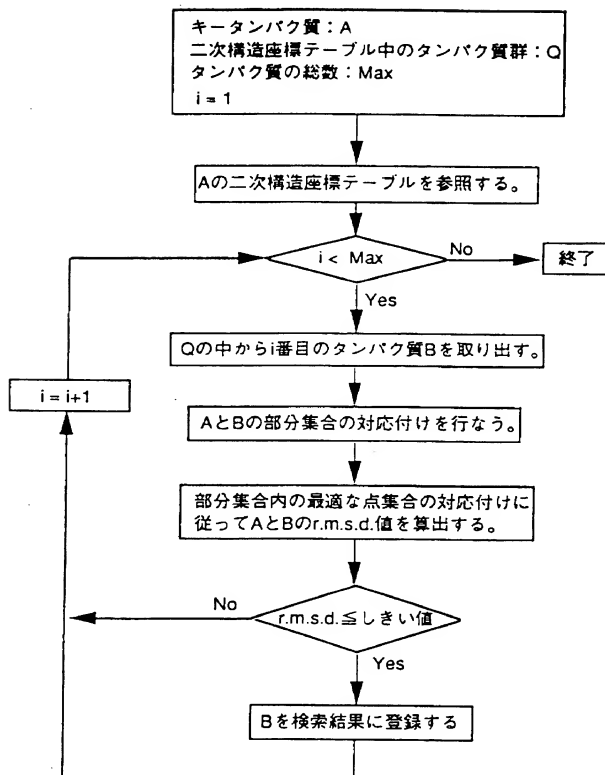 キータンパク質：A
二次構造座標テーブル中のタンパク質群：Q
タンパク質の総数：Max
i = 1
Aの二次構造座標テーブルを参照する。
i < Max
No
終了
Yes
Qの中からi番目のタンパク質Bを取り出す。
i = i+1
AとBの部分集合の対応付けを行なう。
部分集合内の最適な点集合の対応付けに
従ってAとBのr.m.s.d.値を算出する。
No
r.m.s.d.≦しきい値
Yes
Bを検索結果に登録する